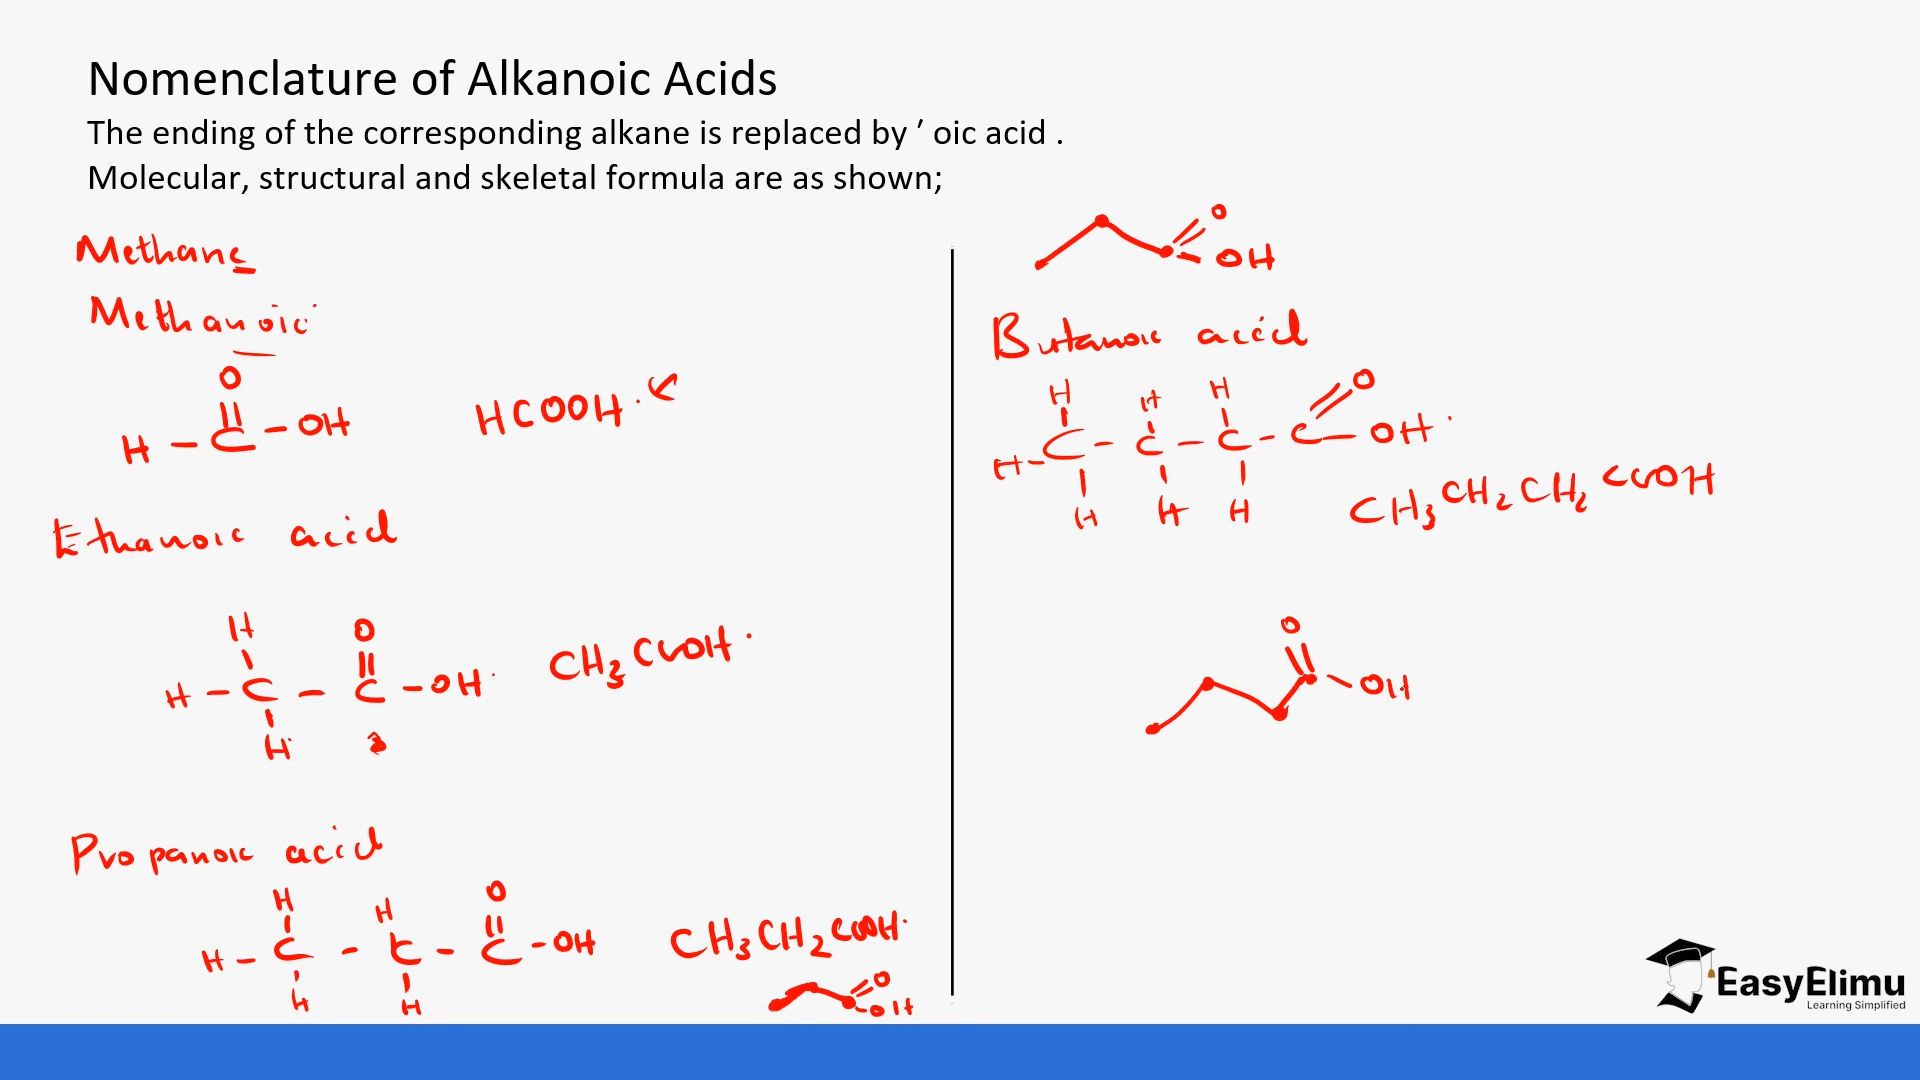 Nomenclature of Alkanoic Acids
The ending of the corresponding alkane is replaced by ′ oic acid .
Molecular, structural and skeletal formula are as shown;
Methane
Methanoic
O
H - C - OH
HCOOH.
Ethanoic acid
H O
H - C - C - OH.
H
CH3COOH.
Propanoic acid
H H O
H - C - C - C - OH
H H
CH3CH2COOH.
O
OH
O
OH
Butanoic acid
H H H O
H - C - C - C - C - OH.
H H H
CH3CH2CH2COOH
O
OH
EasyElimu
Learning Simplified